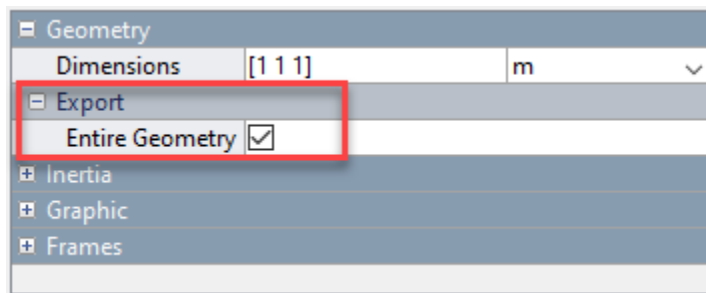 Geometry
Dimensions [1 1 1] m
Export
Entire Geometry
Inertia
Graphic
Frames